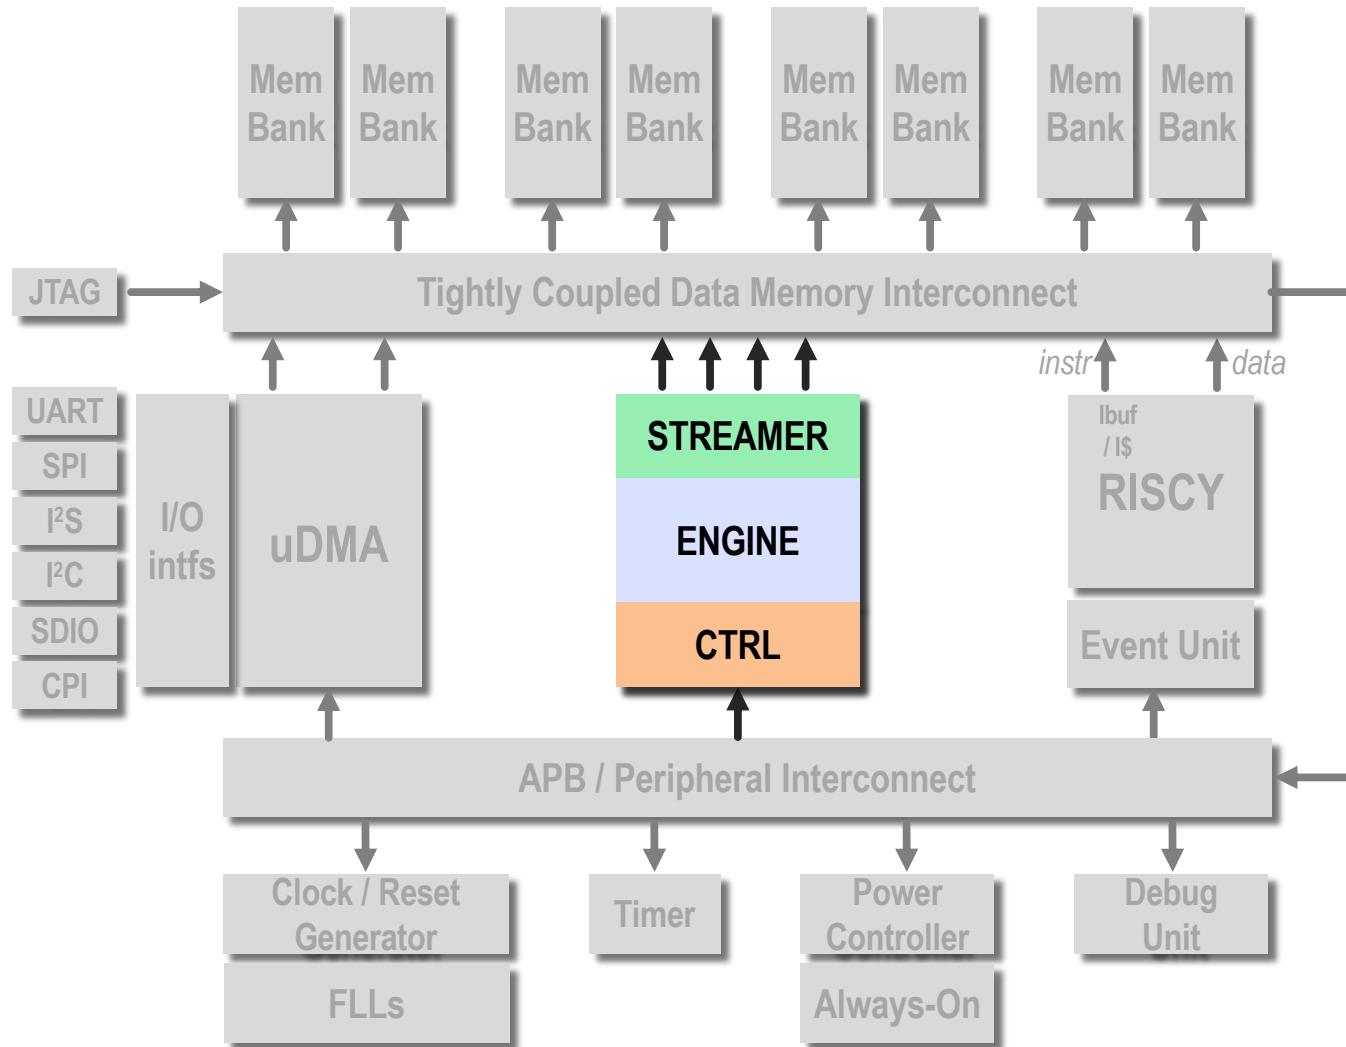 Mem
Bank
Mem
Bank
Mem
Bank
Mem
Bank
Mem
Bank
Mem
Bank
Mem
Bank
Mem
Bank
JTAG
Tightly Coupled Data Memory Interconnect
instr
data
UART
SPI
I²S
I²C
SDIO
CPI
I/O
intfs
uDMA
STREAMER
ENGINE
CTRL
Ibuf
/ I$
RISCY
Event Unit
APB / Peripheral Interconnect
Clock / Reset
Generator
FLLs
Timer
Power
Controller
Always-On
Debug
Unit